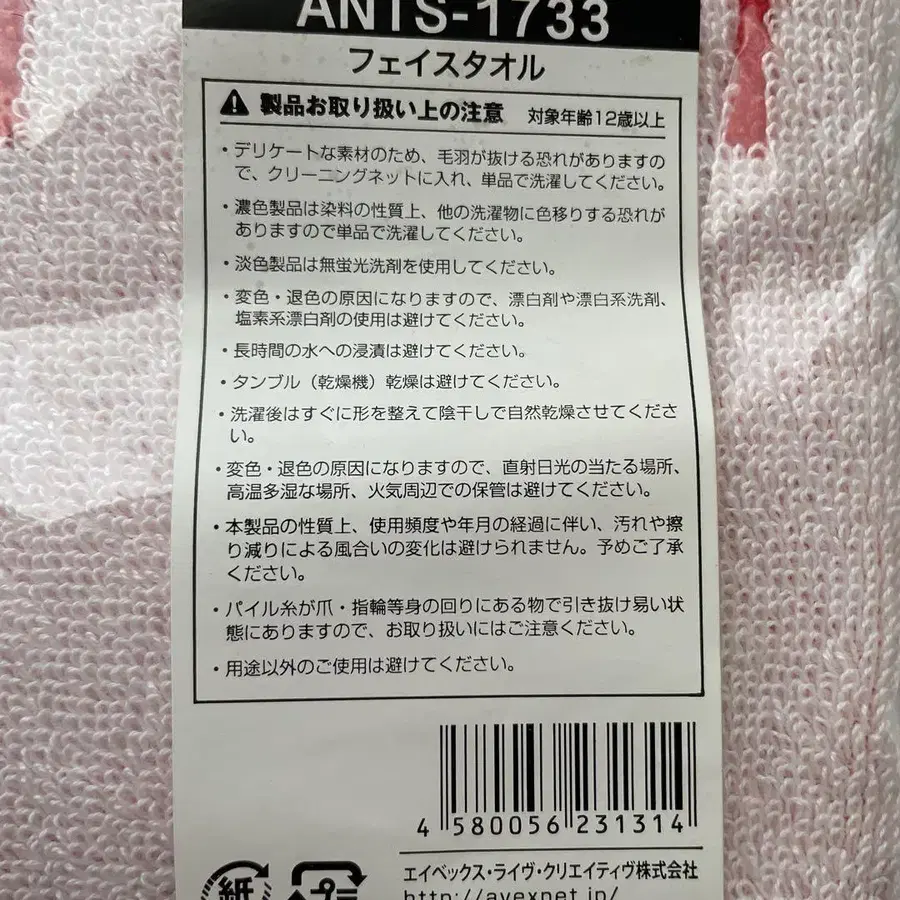 ANTS-1733
フェイスタオル
製品お取り扱い上の注意 対象年齢12歳以上
・デリケートな素材のため、毛羽が抜ける恐れがありますの
で、クリーニングネットに入れ、単品で洗濯してください。
・濃色製品は染料の性質上、他の洗濯物に色移りする恐れが
ありますので単品で洗濯してください。
・淡色製品は無蛍光洗剤を使用してください。
・変色・退色の原因になりますので、漂白剤や漂白系洗剤、
塩素系漂白剤の使用は避けてください。
・長時間の水への浸漬は避けてください。
・タンブル（乾燥機）乾燥は避けてください。
・洗濯後はすぐに形を整えて陰干しで自然乾燥させてくださ
い。
・変色・退色の原因になりますので、直射日光の当たる場所、
高温多湿な場所、火気周辺での保管は避けてください。
・本製品の性質上、使用頻度や年月の経過に伴い、汚れや擦
り減りによる風合いの変化は避けられません。予めご了承
ください。
・パイル糸が爪・指輪等身の回りにある物で引き抜け易い状
態にありますので、お取り扱いにはご注意ください。
・用途以外のご使用は避けてください。
4 580056 231314
エイベックス・ライヴ・クリエイティヴ株式会社
http://avexnet.jp/
紙
プラ